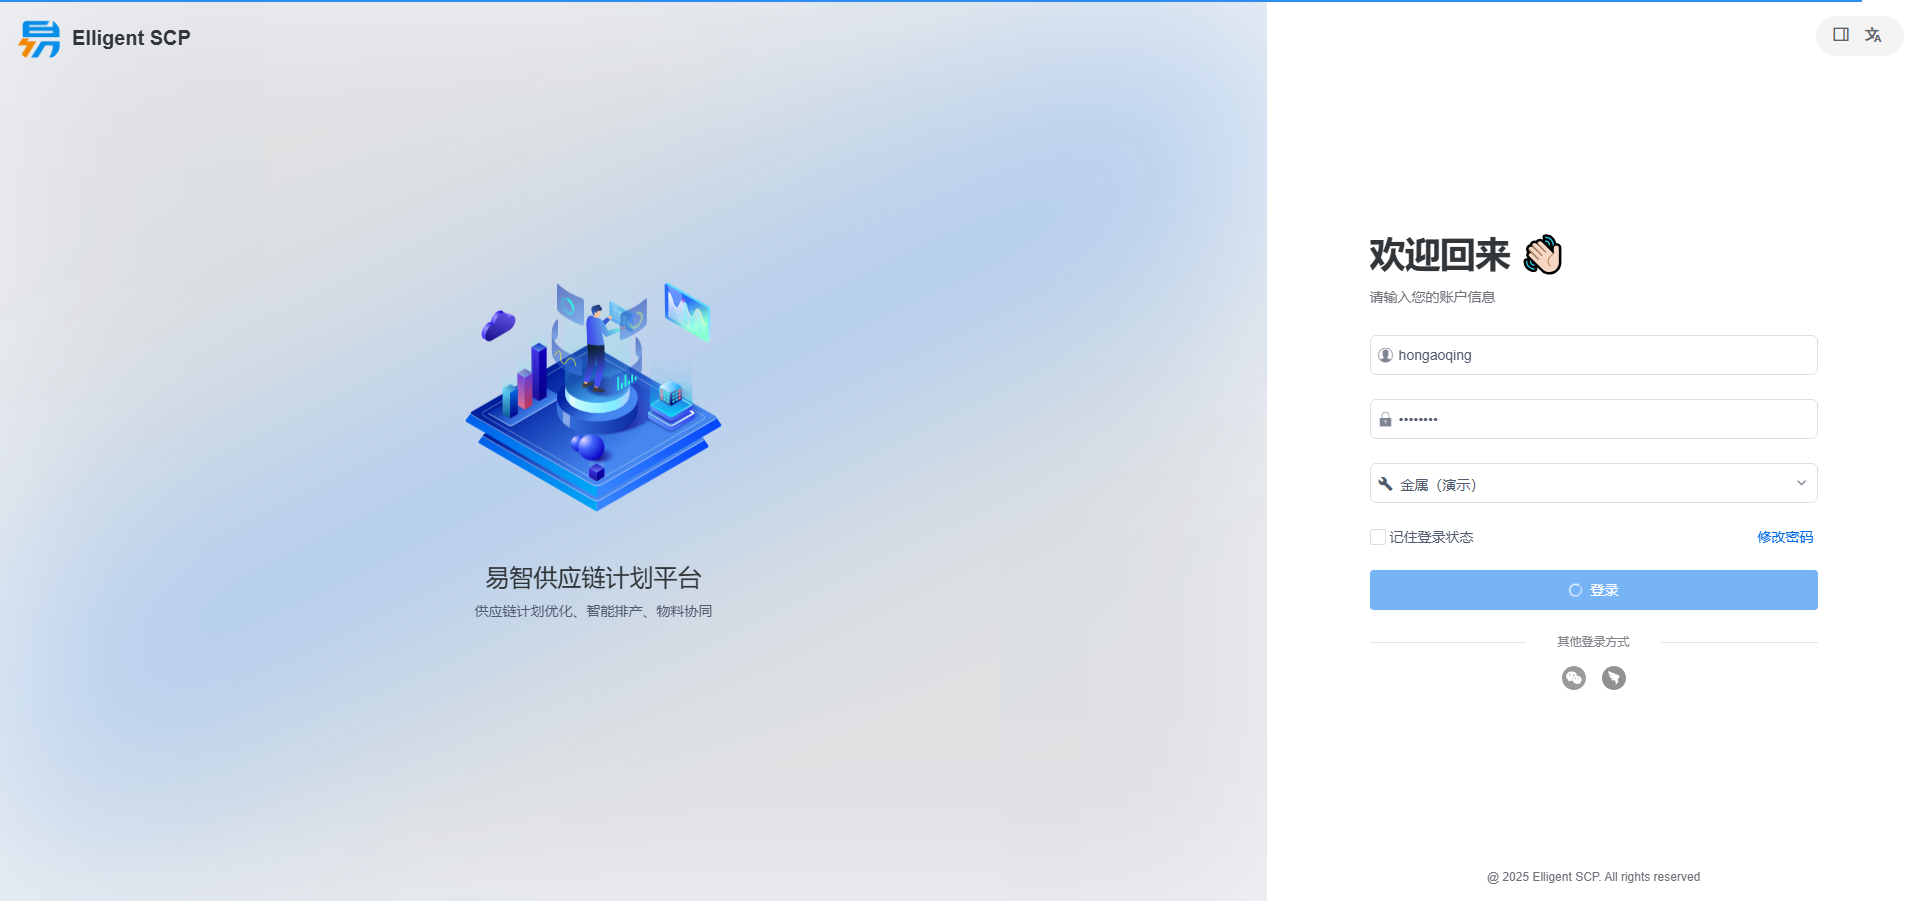 Elligent SCP
易智供应链计划平台
供应链计划优化、智能排产、物料协同
欢迎回来
请输入您的账户信息
hongaoqing
••••••••
金属（演示）
记住登录状态
修改密码
登录
其他登录方式
@ 2025 Elligent SCP. All rights reserved